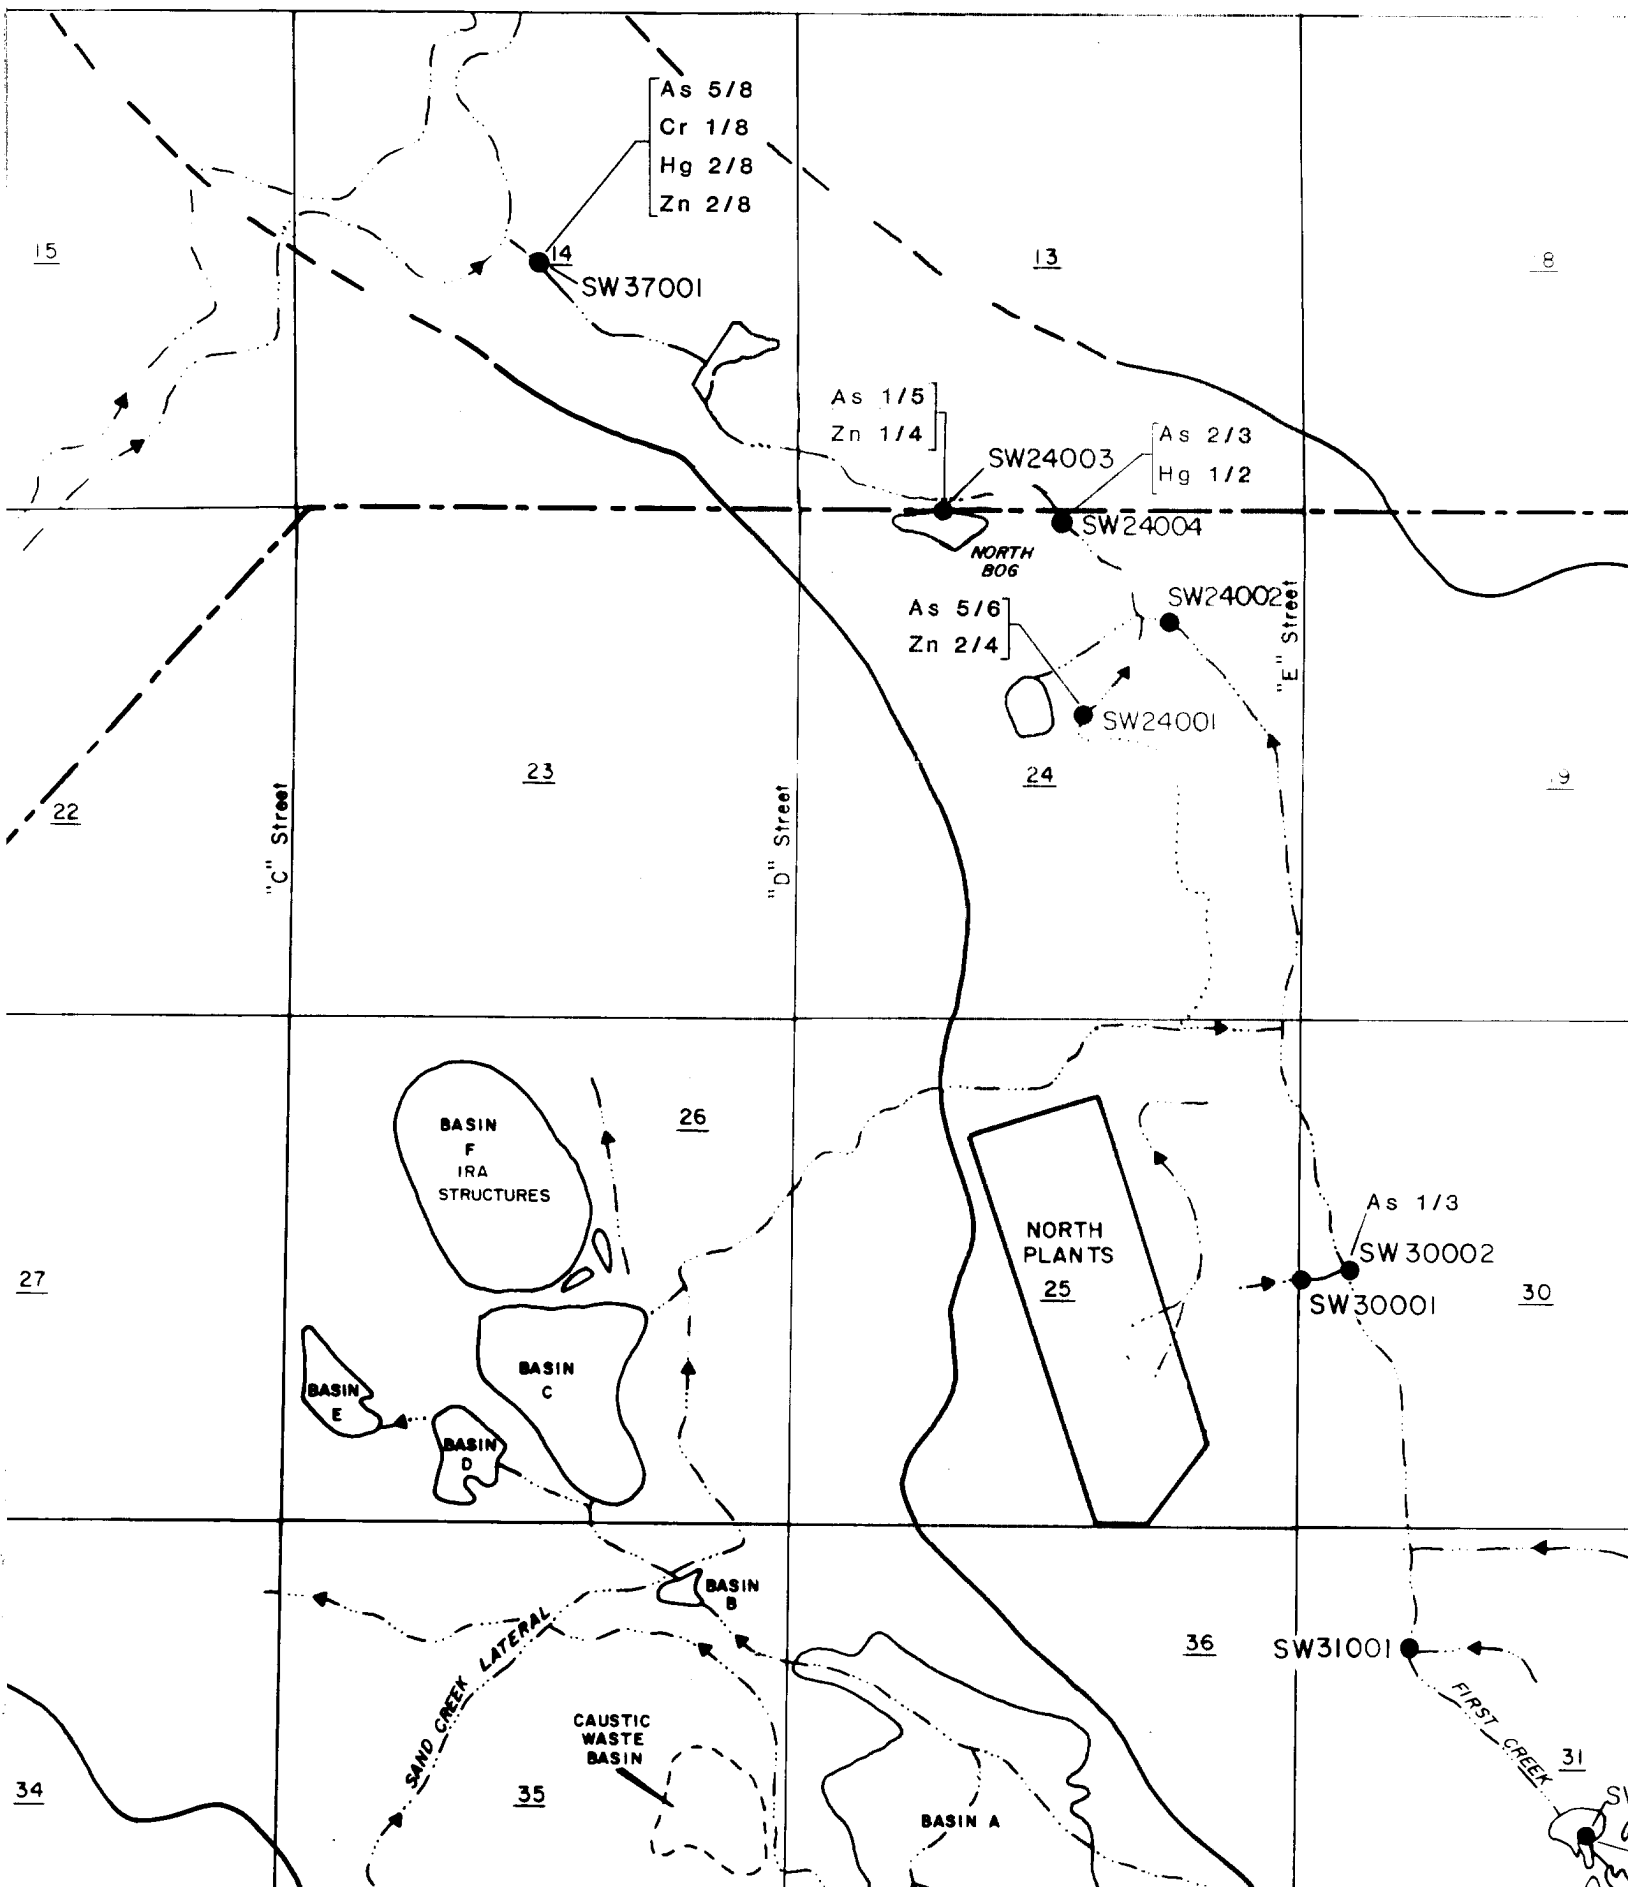 As 5/8
Cr 1/8
Hg 2/8
Zn 2/8
15
14
13
8
SW37001
As 1/5
Zn 1/4
SW24003
As 2/3
Hg 1/2
SW24004
NORTH
BOG
SW24002
As 5/6
Zn 2/4
"E" Street
SW24001
23
24
9
22
"C" Street
"D" Street
BASIN
F
IRA
STRUCTURES
26
As 1/3
NORTH
PLANTS
25
SW30002
27
SW30001
30
BASIN
C
BASIN
E
BASIN
D
BASIN
B
SAND CREEK LATERAL
36
SW31001
FIRST CREEK
CAUSTIC
WASTE
BASIN
34
35
BASIN A
31